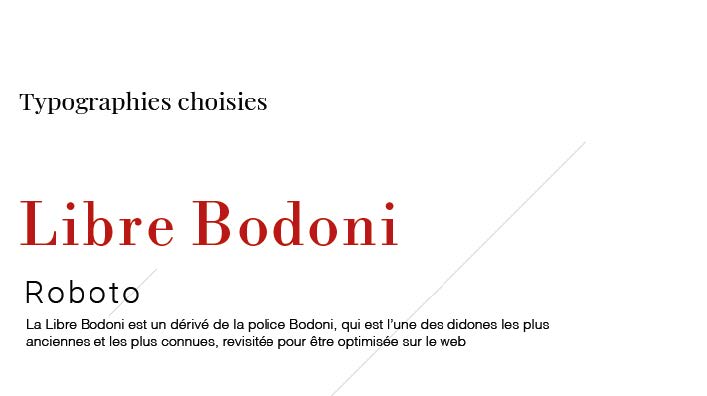 Typographies choisies
Libre Bodoni
Roboto
La Libre Bodoni est un dérivé de la police Bodoni, qui est l’une des didones les plus
anciennes et les plus connues, revisitée pour être optimisée sur le web